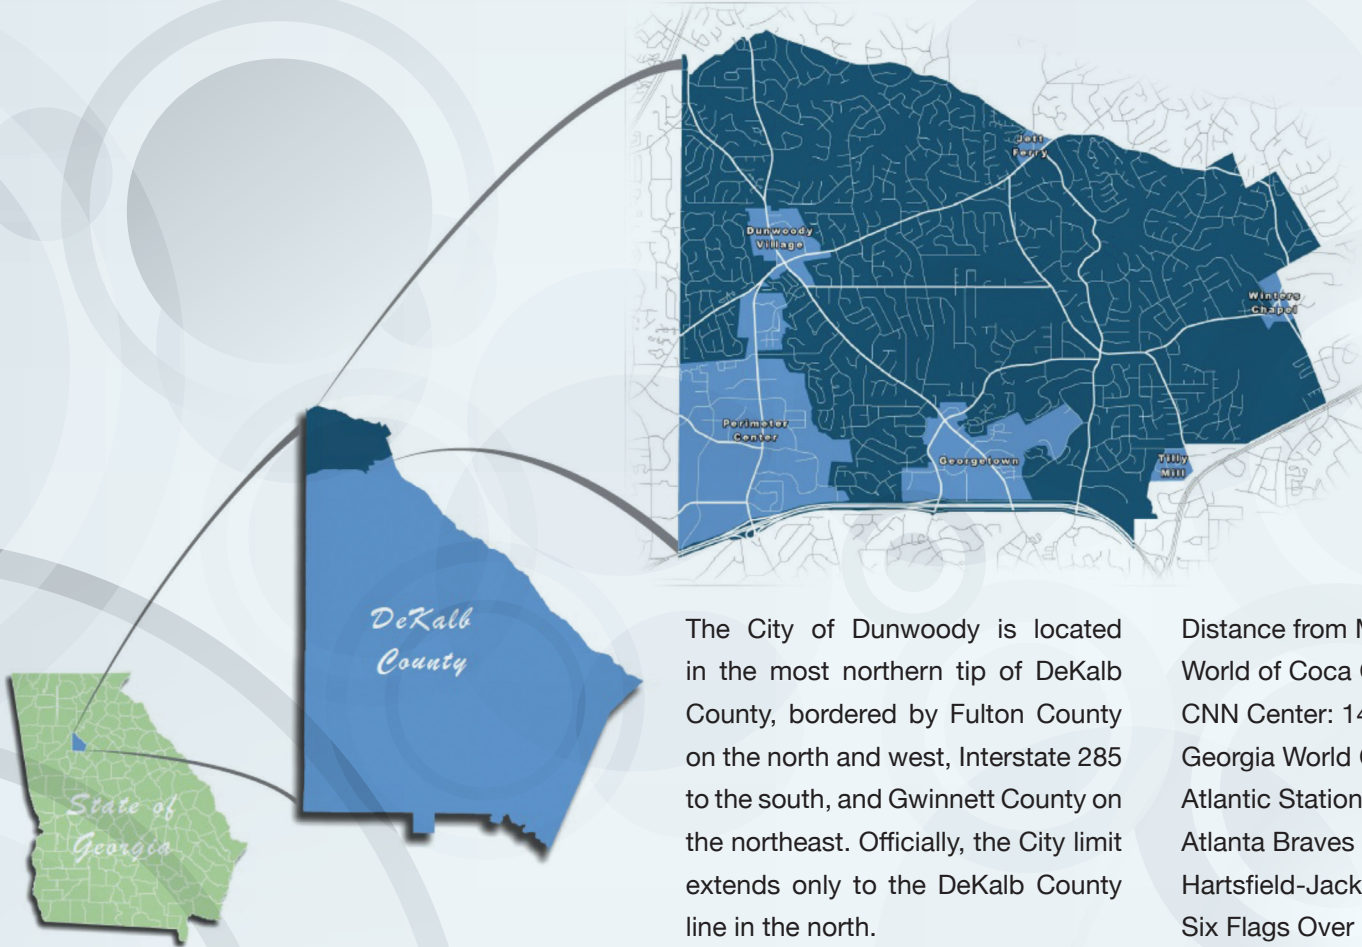 Jett
Ferry
Dunwoody
Village
Winters
Chapel
Perimeter
Center
Georgetown
Tilly
Mill
DeKalb
County
State of
Georgia
The City of Dunwoody is located
in the most northern tip of DeKalb
County, bordered by Fulton County
on the north and west, Interstate 285
to the south, and Gwinnett County on
the northeast. Officially, the City limit
extends only to the DeKalb County
line in the north.
Distance from
World of Coca
CNN Center: 14
Georgia World
Atlantic Station
Atlanta Braves
Hartsfield-Jack
Six Flags Over